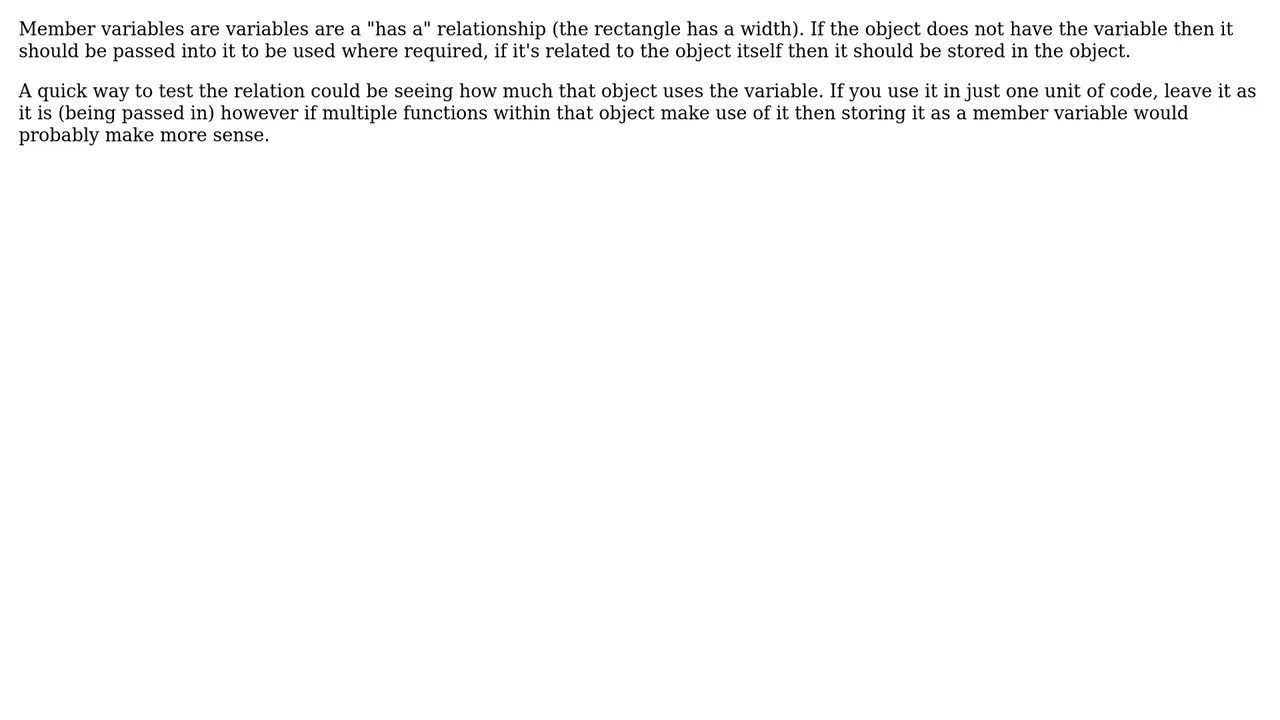 Member variables are variables are a "has a" relationship (the rectangle has a width). If the object does not have the variable then it
should be passed into it to be used where required, if it's related to the object itself then it should be stored in the object.
A quick way to test the relation could be seeing how much that object uses the variable. If you use it in just one unit of code, leave it as
it is (being passed in) however if multiple functions within that object make use of it then storing it as a member variable would
probably make more sense.